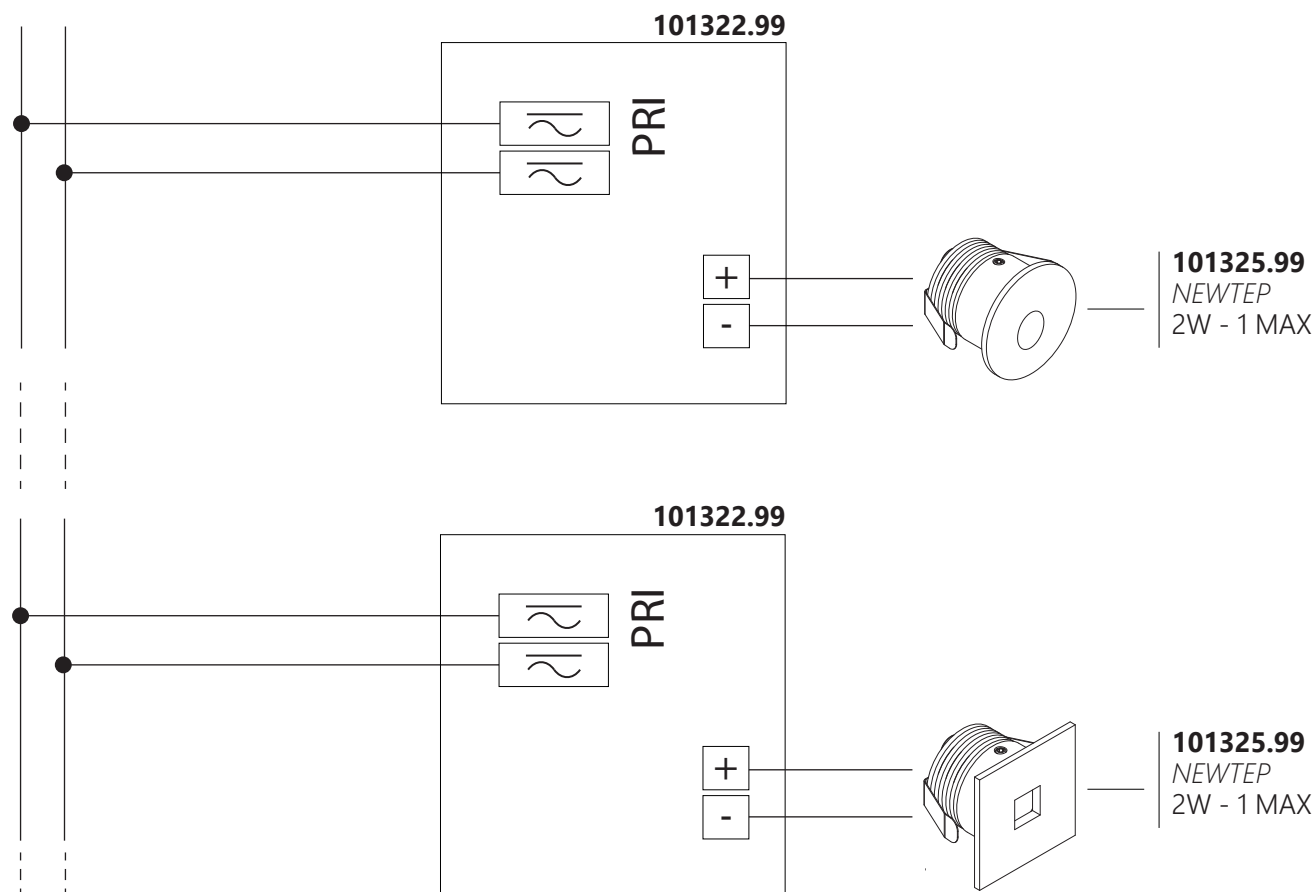 101322.99
PRI
+
-
101325.99
NEWTEP
2W - 1 MAX
101322.99
PRI
+
-
101325.99
NEWTEP
2W - 1 MAX